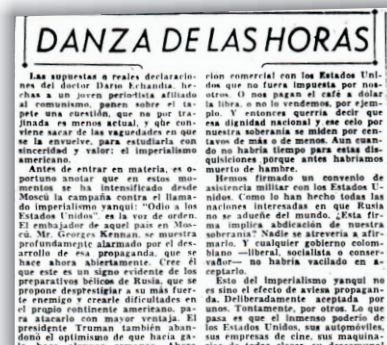 DANZA DE LAS HORAS
Las supuestas o reales declaracio-
nes del doctor Darío Echandía, he-
chas a un joven periodista afiliado
al comunismo, ponen sobre el ta-
pete una cuestión, que no por tra-
jinada es menos actual, y que con-
viene sacar de las vaguedades en que
se la envuelve, para estudiarla con
sinceridad y valor: el imperialismo
americano.
Antes de entrar en materia, es o-
portuno anotar que en estos mo-
mentos se ha intensificado desde
Moscú la campaña contra el llama-
do imperialismo yanqui: "Odio a los
Estados Unidos", es la voz de orden.
El embajador de aquel país en Mos-
cú, Mr. Georges Kennan, se muestra
profundamente alarmado por el des-
arrollo de esa propaganda, que se
hace ahora abiertamente. Cree él
que este es un signo evidente de los
preparativos bélicos de Rusia, que se
propone desprestigiar a su más fuer-
te enemigo y crearle dificultades en
el propio continente americano, pa-
ra atacarlo con mayor ventaja. El
presidente Truman también aban-
donó el optimismo de que hacía ga-
ción comercial con los Estados Uni-
dos que no fuera impuesta por nos-
otros. O nos pagan el café a dólar
la libra, o no lo vendemos, por ejem-
plo. Y entonces querría decir que
esa dignidad nacional y ese celo por
nuestra soberanía se miden por cen-
tavos de más o de menos. Aun cuan-
do no habría tiempo para estas dis-
quisiciones porque antes habríamos
muerto de hambre.
Hemos firmado un convenio de
asistencia militar con los Estados U-
nidos. Como lo han hecho todas las
naciones interesadas en que Rusia
no se adueñe del mundo. ¿Esta fir-
ma implica abdicación de nuestra
soberanía? Nadie se atrevería a afir-
marlo. Y cualquier gobierno colom-
biano —liberal, socialista o conser-
vador— no habría vacilado en a-
ceptarlo.
Esto del imperialismo yanqui no
es sino el efecto de aviesa propagan-
da. Deliberadamente aceptada por
unos. Tontamente, por otros. Lo que
pasa es que el inmenso poderío de
los Estados Unidos, sus automóviles,
sus empresas de cine, sus maquina-